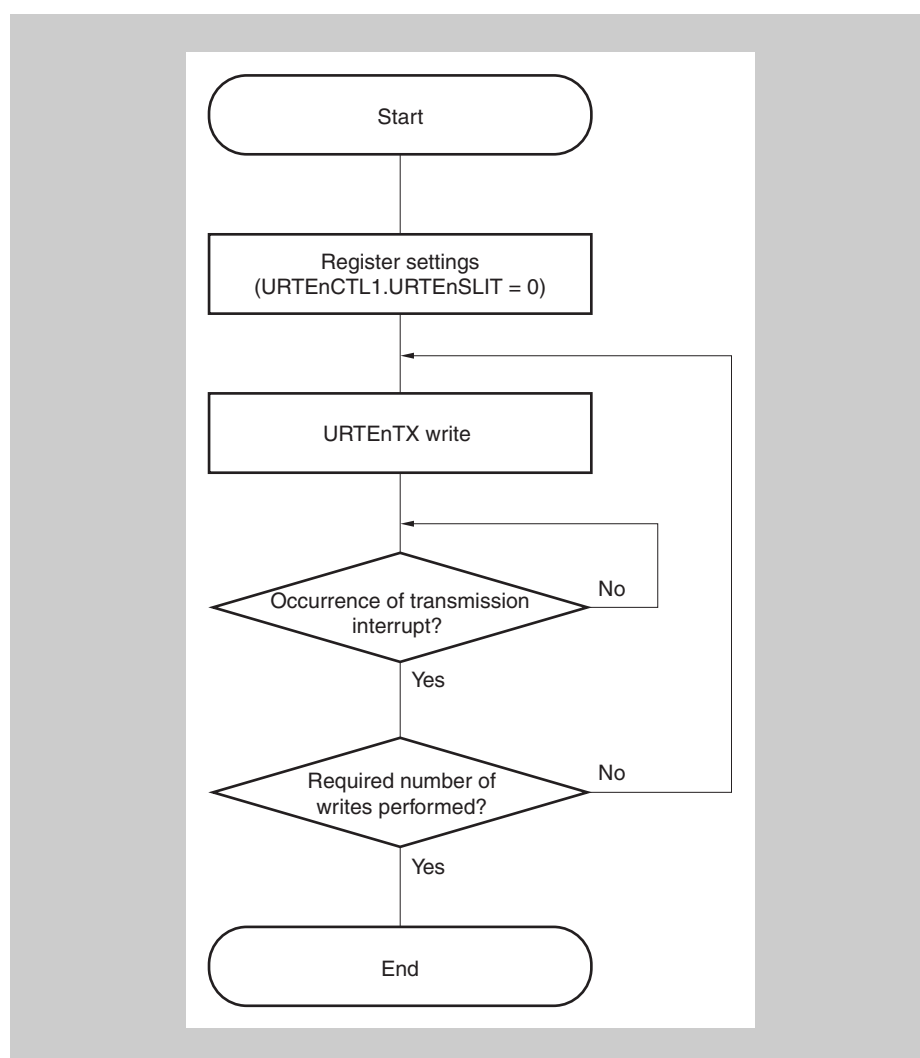 Start
Register settings
(URTEnCTL1.URTEnSLIT = 0)
URTEnTX write
Occurrence of transmission
interrupt?
No
Yes
Required number of
writes performed?
No
Yes
End